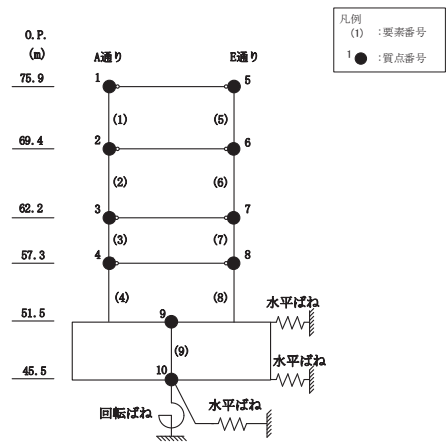 凡例
(1) :要素番号
1 :質点番号
O.P.
(m)
A通り
E通り
75.9
1
5
(1)
(5)
69.4
2
6
(2)
(6)
62.2
3
7
(3)
(7)
57.3
4
8
(4)
(8)
水平ばね
51.5
9
(9)
水平ばね
45.5
10
回転ばね
水平ばね